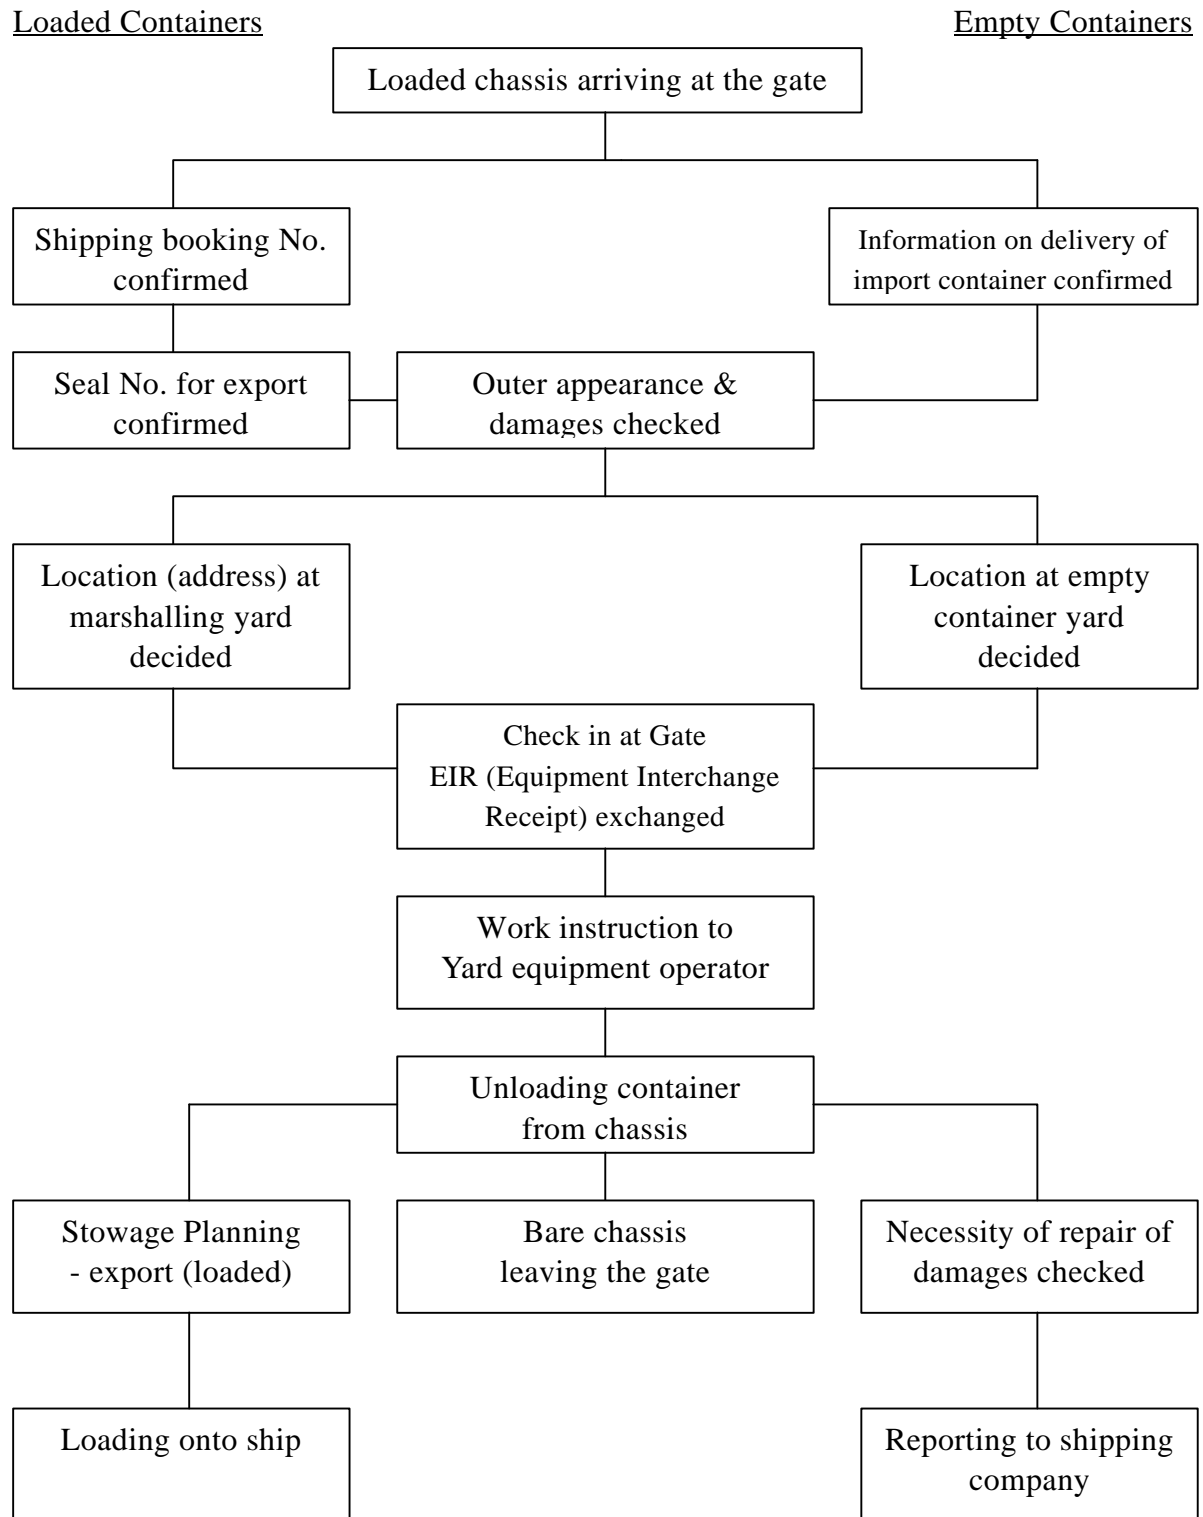 Loaded Containers
Empty Containers
Loaded chassis arriving at the gate
Shipping booking No.
confirmed
Information on delivery of
import container confirmed
Seal No. for export
confirmed
Outer appearance &
damages checked
Location (address) at
marshalling yard
decided
Location at empty
container yard
decided
Check in at Gate
EIR (Equipment Interchange
Receipt) exchanged
Work instruction to
Yard equipment operator
Unloading container
from chassis
Stowage Planning
- export (loaded)
Bare chassis
leaving the gate
Necessity of repair of
damages checked
Loading onto ship
Reporting to shipping
company